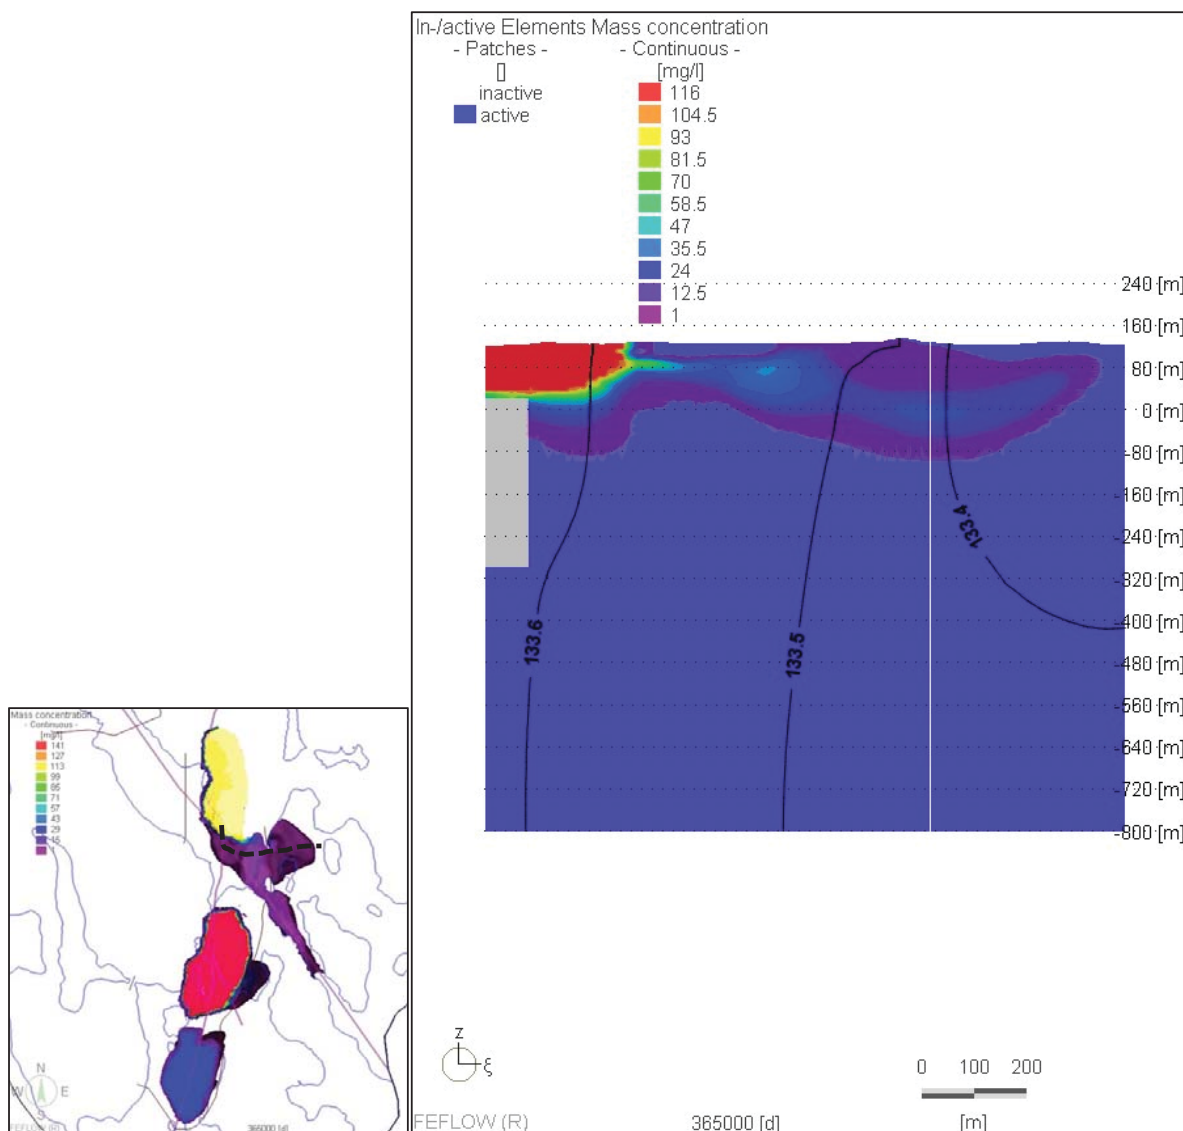 In-/active Elements Mass concentration
- Patches - - Continuous -
[] [mg/l]
inactive 116
active 104.5
93
81.5
70
58.5
47
35.5
24
12.5
1
240 [m]
160 [m]
80 [m]
0 [m]
-80 [m]
-160 [m]
-240 [m]
-320 [m]
-400 [m]
-480 [m]
-560 [m]
-640 [m]
-720 [m]
-800 [m]
133.6
133.5
133.4
z
ξ
0 100 200
[m]
FEFLOW (R) 365000 [d]
Mass concentration
- Continuous -
[mg/l]
141
127
113
99
85
71
57
43
29
15
N
W E
S
FEFLOW (R) 365000 [d]